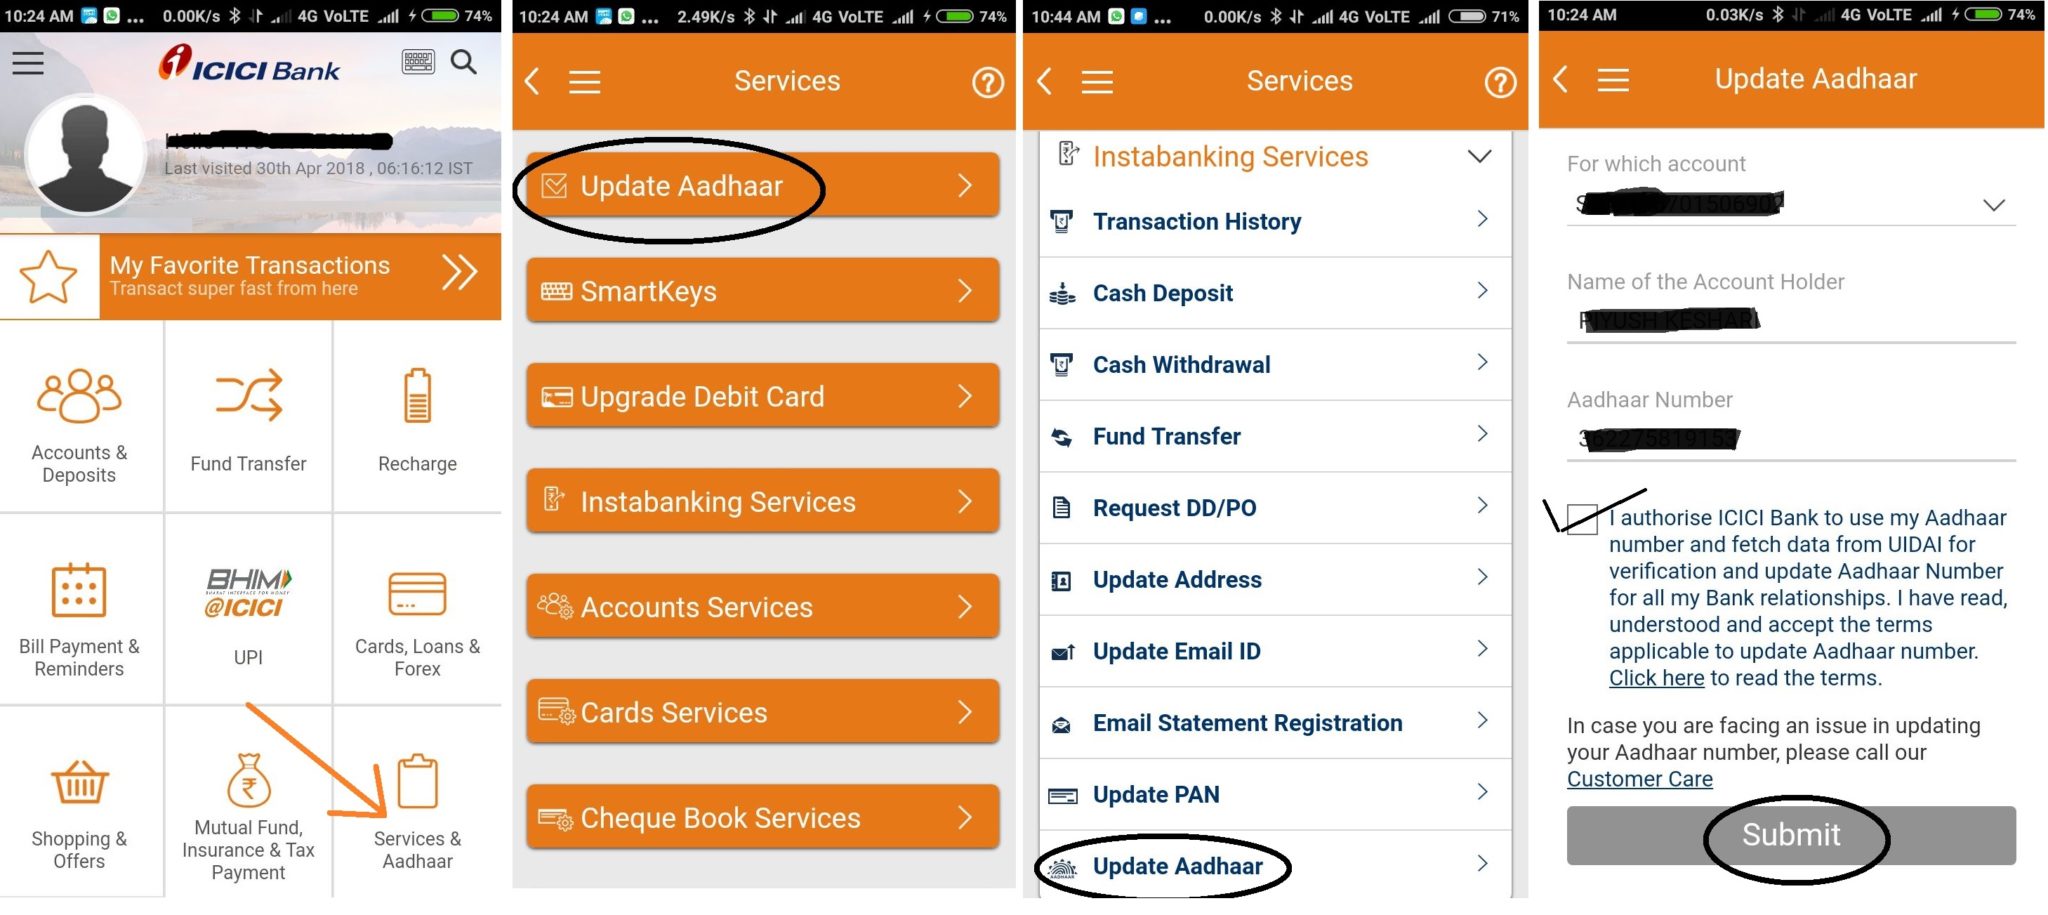 10:24 AM ... 0.00K/s 4G VoLTE 74%
ICICI Bank
Last visited 30th Apr 2018 , 06:16:12 IST
My Favorite Transactions
Transact super fast from here
Accounts &
Deposits
Fund Transfer
Recharge
Bill Payment &
Reminders
BHIM
BHARAT INTERFACE FOR MONEY
@ICICI
UPI
Cards, Loans &
Forex
Shopping &
Offers
Mutual Fund,
Insurance & Tax
Payment
Services &
Aadhaar
10:24 AM ... 2.49K/s 4G VoLTE 74%
Services
Update Aadhaar
SmartKeys
Upgrade Debit Card
Instabanking Services
Accounts Services
Cards Services
Cheque Book Services
10:44 AM ... 0.00K/s 4G VoLTE 71%
Services
Instabanking Services
Transaction History
Cash Deposit
Cash Withdrawal
Fund Transfer
Request DD/PO
Update Address
Update Email ID
Email Statement Registration
Update PAN
AADHAAR
Update Aadhaar
10:24 AM 0.03K/s 4G VoLTE 74%
Update Aadhaar
For which account
Name of the Account Holder
Aadhaar Number
I authorise ICICI Bank to use my Aadhaar
number and fetch data from UIDAI for
verification and update Aadhaar Number
for all my Bank relationships. I have read,
understood and accept the terms
applicable to update Aadhaar number.
Click here to read the terms.
In case you are facing an issue in updating
your Aadhaar number, please call our
Customer Care
Submit